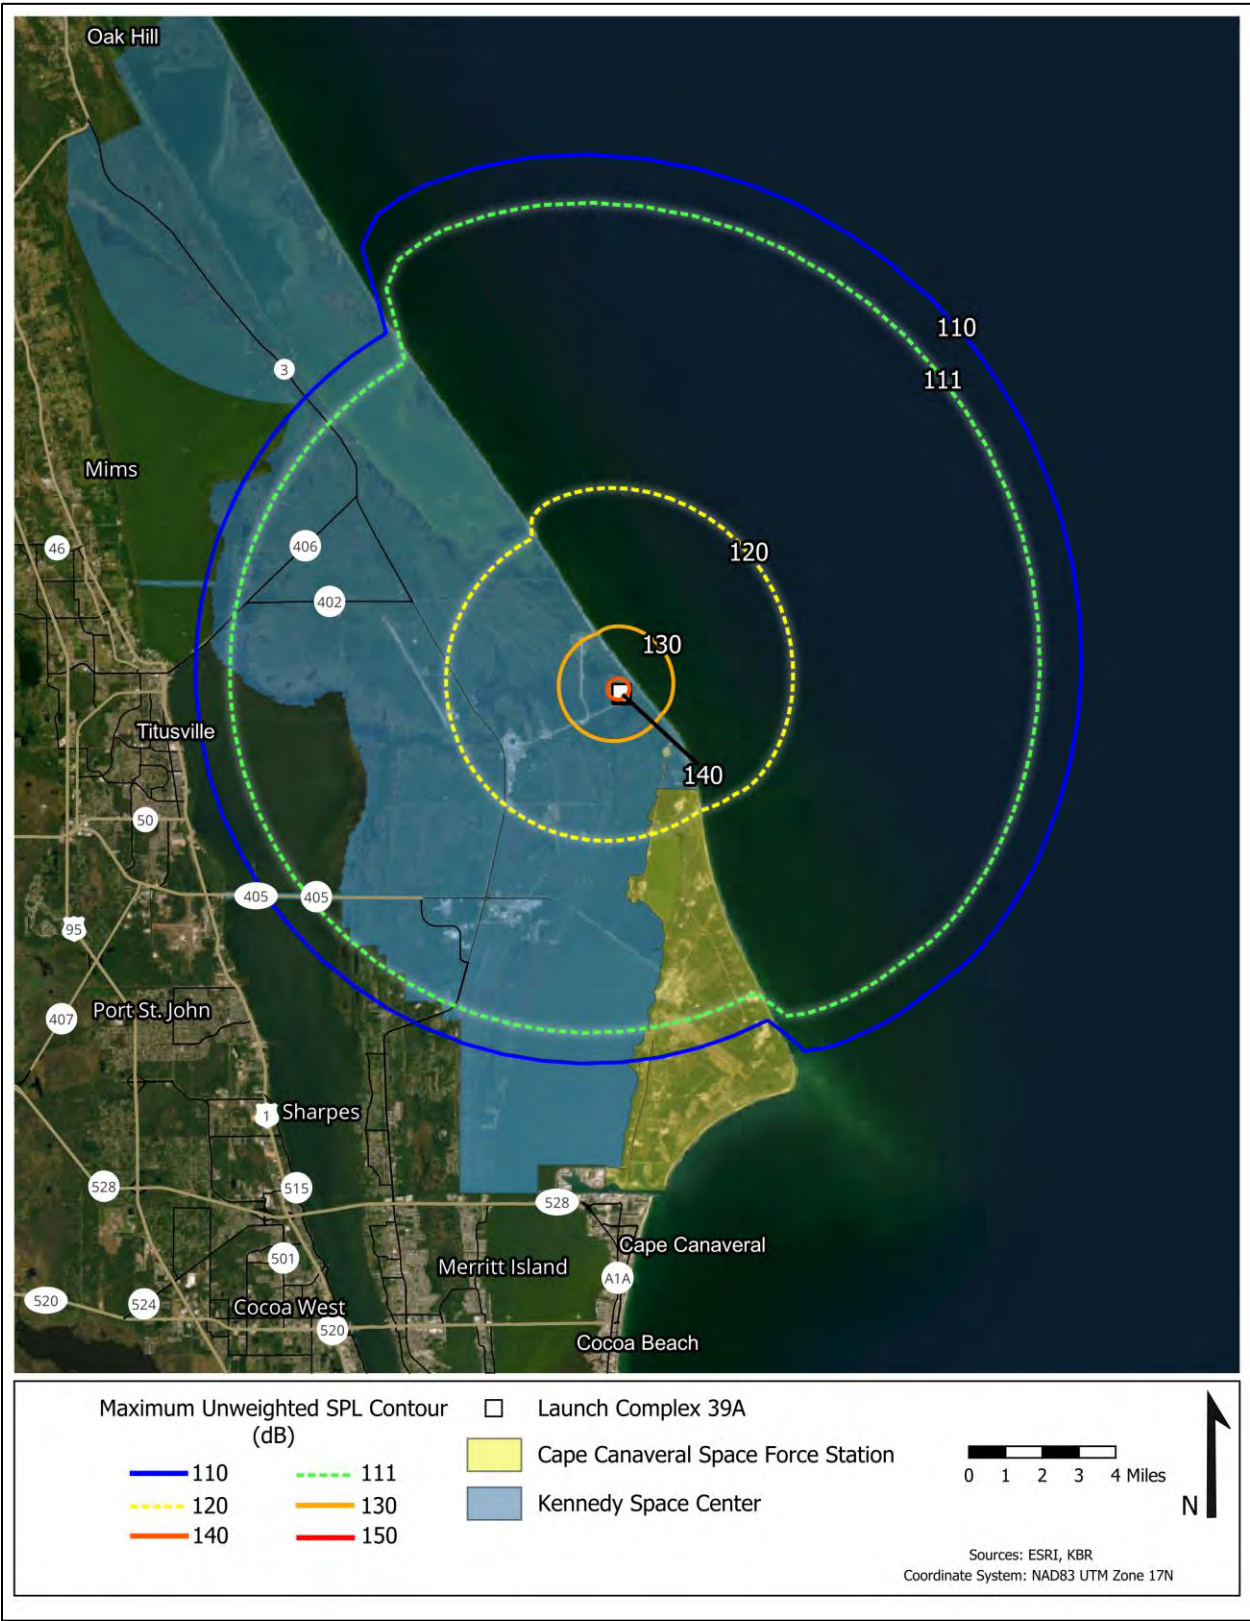 Oak Hill
110
111
3
Mims
46
406
120
402
130
Titusville
140
50
405
405
95
Port St. John
407
1
Sharpes
528
515
528
Cape Canaveral
501
Merritt Island
A1A
520
524
Cocoa West
520
Cocoa Beach
Maximum Unweighted SPL Contour
(dB)
110
111
120
130
140
150
Launch Complex 39A
Cape Canaveral Space Force Station
Kennedy Space Center
0 1 2 3 4 Miles
N
Sources: ESRI, KBR
Coordinate System: NAD83 UTM Zone 17N